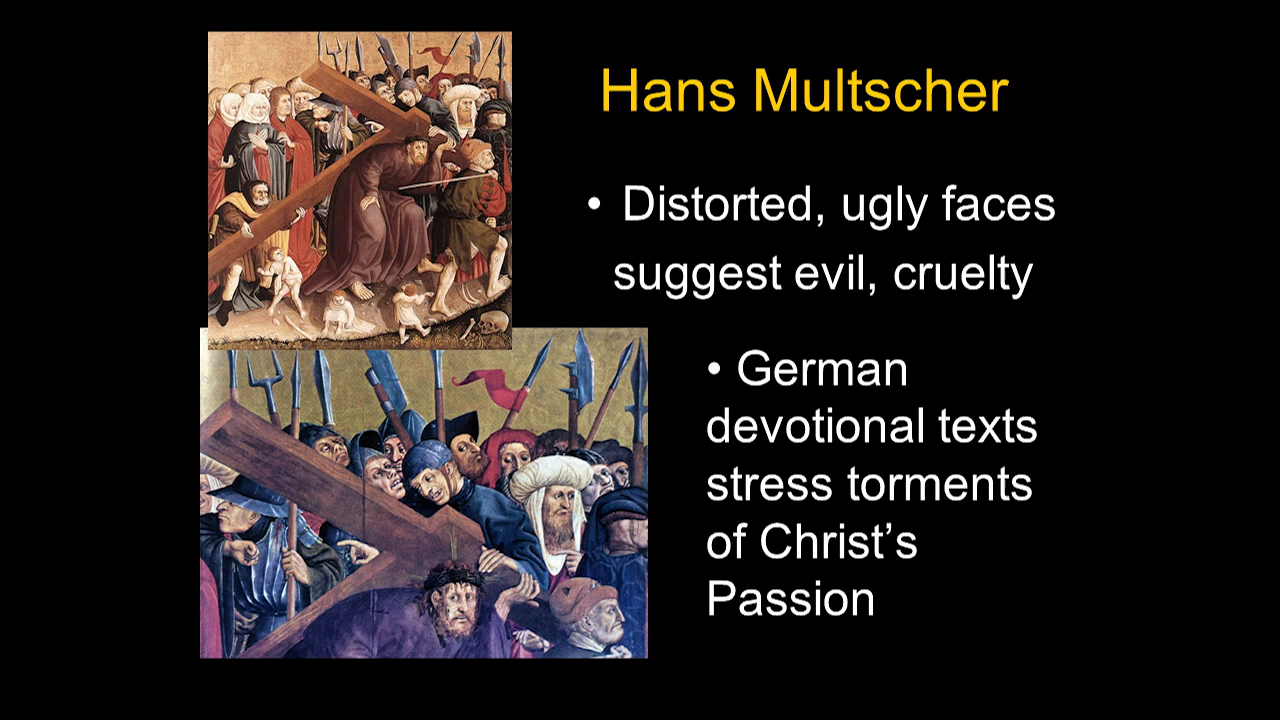 Hans Multscher
• Distorted, ugly faces
suggest evil, cruelty
• German
devotional texts
stress torments
of Christ’s
Passion